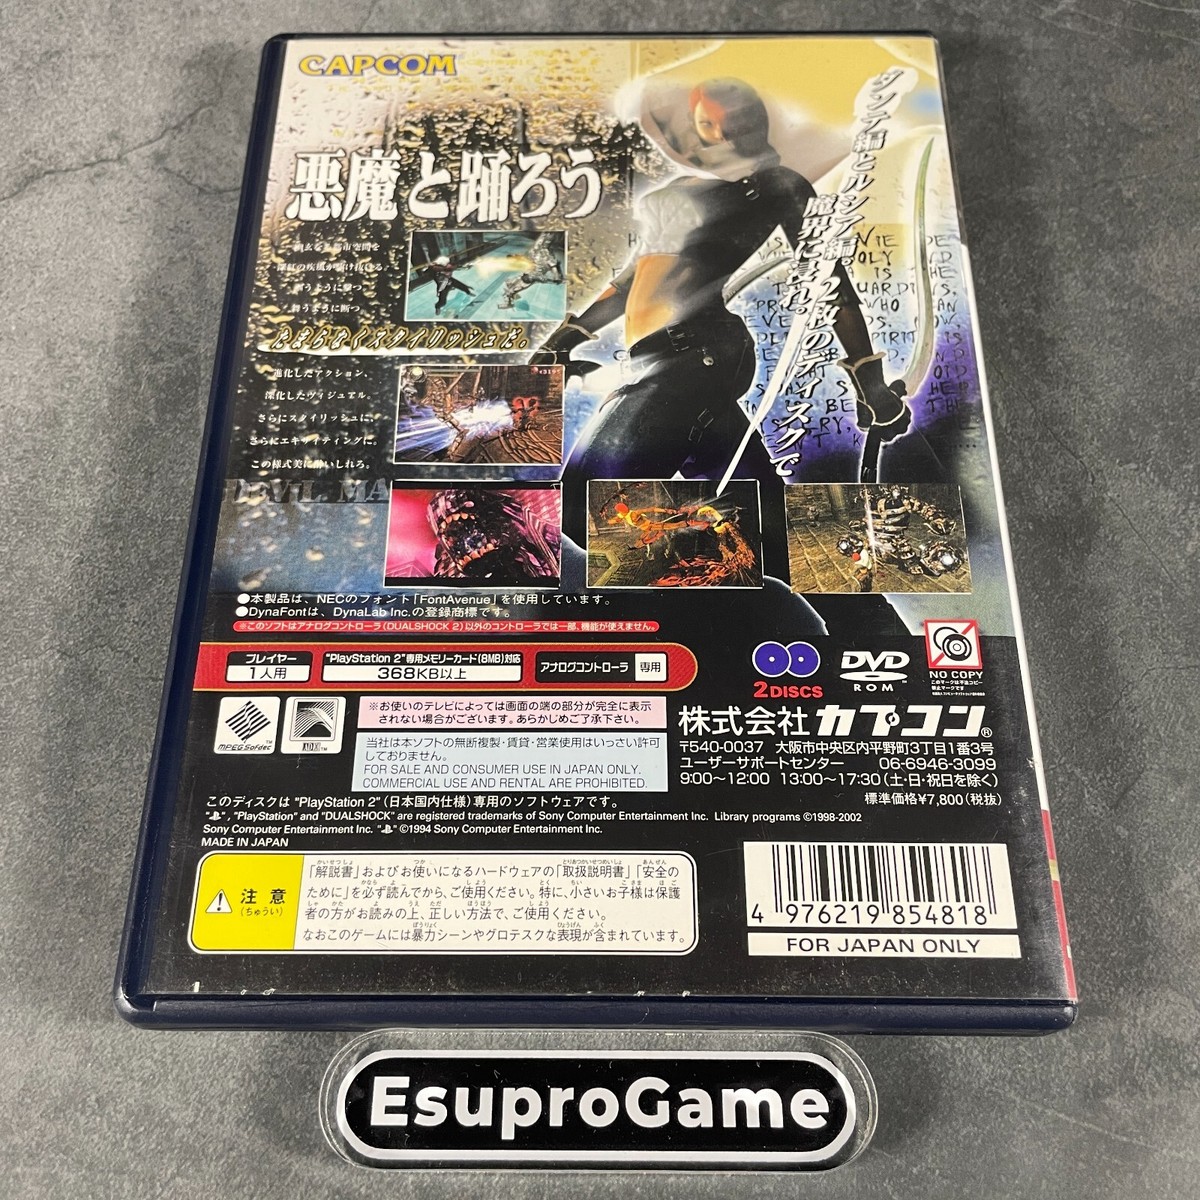 CAPCOM
悪魔と踊ろう
ダンテ編とルシア編。2枚のディスクで
魔界に浸れ。
舞うように断つ
たまらなくスタイリッシュだ。
進化したアクション、
深化したヴィジュアル。
さらにスタイリッシュに、
さらにエキサイティングに。
この様式美に酔いしれる。
●本製品は、NECのフォント「FontAvenue」を使用しています。
●DynaFontは、DynaLab Inc.の登録商標です。
※このソフトはアナログコントローラ(DUALSHOCK 2)以外のコントローラでは一部、機能が使えません。
プレイヤー
1人用
"PlayStation 2"専用メモリーカード(8MB)対応
368KB以上
アナログコントローラ 専用
2DISCS
DVD
ROM
NO COPY
MPEG Sofdec
ADX
※お使いのテレビによっては画面の端の部分が完全に表示
されない場合がございます。あらかじめご了承下さい。
当社は本ソフトの無断複製・賃貸・営業使用はいっさい許可
しておりません。
FOR SALE AND CONSUMER USE IN JAPAN ONLY.
COMMERCIAL USE AND RENTAL ARE PROHIBITED.
株式会社カプコン®
〒540-0037 大阪市中央区内平野町3丁目1番3号
ユーザーサポートセンター 06-6946-3099
9:00〜12:00 13:00〜17:30(土・日・祝日を除く)
標準価格¥7,800(税抜)
このディスクは "PlayStation 2"(日本国内仕様)専用のソフトウェアです。
"PlayStation" and "DUALSHOCK" are registered trademarks of Sony Computer Entertainment Inc. Library programs ©1998-2002
Sony Computer Entertainment Inc. ©1994 Sony Computer Entertainment Inc.
MADE IN JAPAN
注意
(ちゅうい)
「解説書」およびお使いになるハードウェアの「取扱説明書」「安全の
ために」を必ず読んでから、ご使用ください。特に、小さいお子様は保護
者の方がお読みの上、正しい方法で、ご使用ください。
なおこのゲームには暴力シーンやグロテスクな表現が含まれています。
4 976219 854818
FOR JAPAN ONLY
EsuproGame